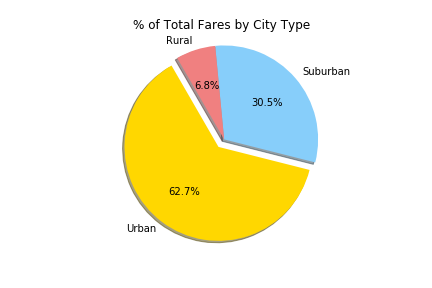 % of Total Fares by City Type
Rural
Suburban
6.8%
30.5%
62.7%
Urban